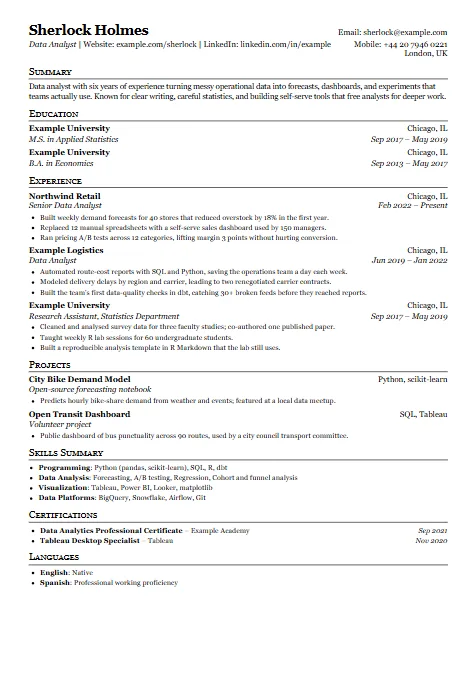 Sherlock Holmes
Email: sherlock@example.com
Data Analyst | Website: example.com/sherlock | LinkedIn: linkedin.com/in/example
Mobile: +44 20 7946 0221
London, UK
Summary
Data analyst with six years of experience turning messy operational data into forecasts, dashboards, and experiments that
teams actually use. Known for clear writing, careful statistics, and building self-serve tools that free analysts for deeper work.
Education
Example University Chicago, IL
M.S. in Applied Statistics Sep 2017 – May 2019
Example University Chicago, IL
B.A. in Economics Sep 2013 – May 2017
Experience
Northwind Retail Chicago, IL
Senior Data Analyst Feb 2022 – Present
• Built weekly demand forecasts for 40 stores that reduced overstock by 18% in the first year.
• Replaced 12 manual spreadsheets with a self-serve sales dashboard used by 150 managers.
• Ran pricing A/B tests across 12 categories, lifting margin 3 points without hurting conversion.
Example Logistics Chicago, IL
Data Analyst Jun 2019 – Jan 2022
• Automated route-cost reports with SQL and Python, saving the operations team a day each week.
• Modeled delivery delays by region and carrier, leading to two renegotiated carrier contracts.
• Built the team's first data-quality checks in dbt, catching 30+ broken feeds before they reached reports.
Example University Chicago, IL
Research Assistant, Statistics Department Sep 2017 – May 2019
• Cleaned and analysed survey data for three faculty studies; co-authored one published paper.
• Taught weekly R lab sessions for 60 undergraduate students.
• Built a reproducible analysis template in R Markdown that the lab still uses.
Projects
City Bike Demand Model Python, scikit-learn
Open-source forecasting notebook
• Predicts hourly bike-share demand from weather and events; featured at a local data meetup.
Open Transit Dashboard SQL, Tableau
Volunteer project
• Public dashboard of bus punctuality across 90 routes, used by a city council transport committee.
Skills Summary
• Programming: Python (pandas, scikit-learn), SQL, R, dbt
• Data Analysis: Forecasting, A/B testing, Regression, Cohort and funnel analysis
• Visualization: Tableau, Power BI, Looker, matplotlib
• Data Platforms: BigQuery, Snowflake, Airflow, Git
Certifications
• Data Analytics Professional Certificate – Example Academy Sep 2021
• Tableau Desktop Specialist – Tableau Nov 2020
Languages
• English: Native
• Spanish: Professional working proficiency